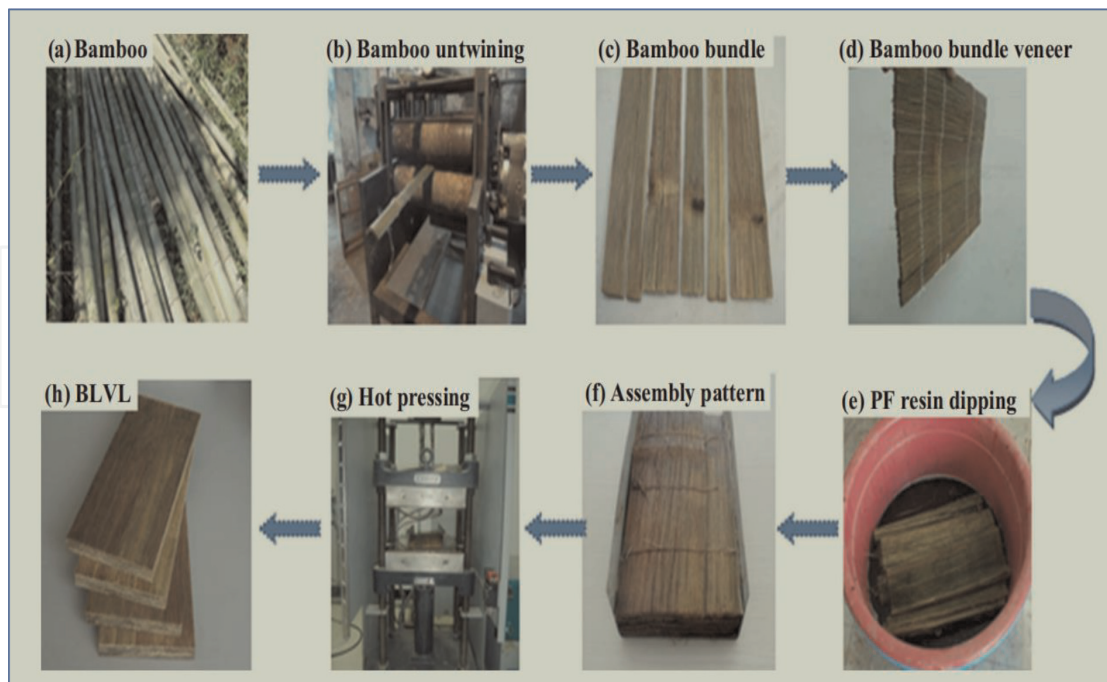 (a) Bamboo
(b) Bamboo untwining
(c) Bamboo bundle
(d) Bamboo bundle veneer
(e) PF resin dipping
(f) Assembly pattern
(g) Hot pressing
(h) BLVL